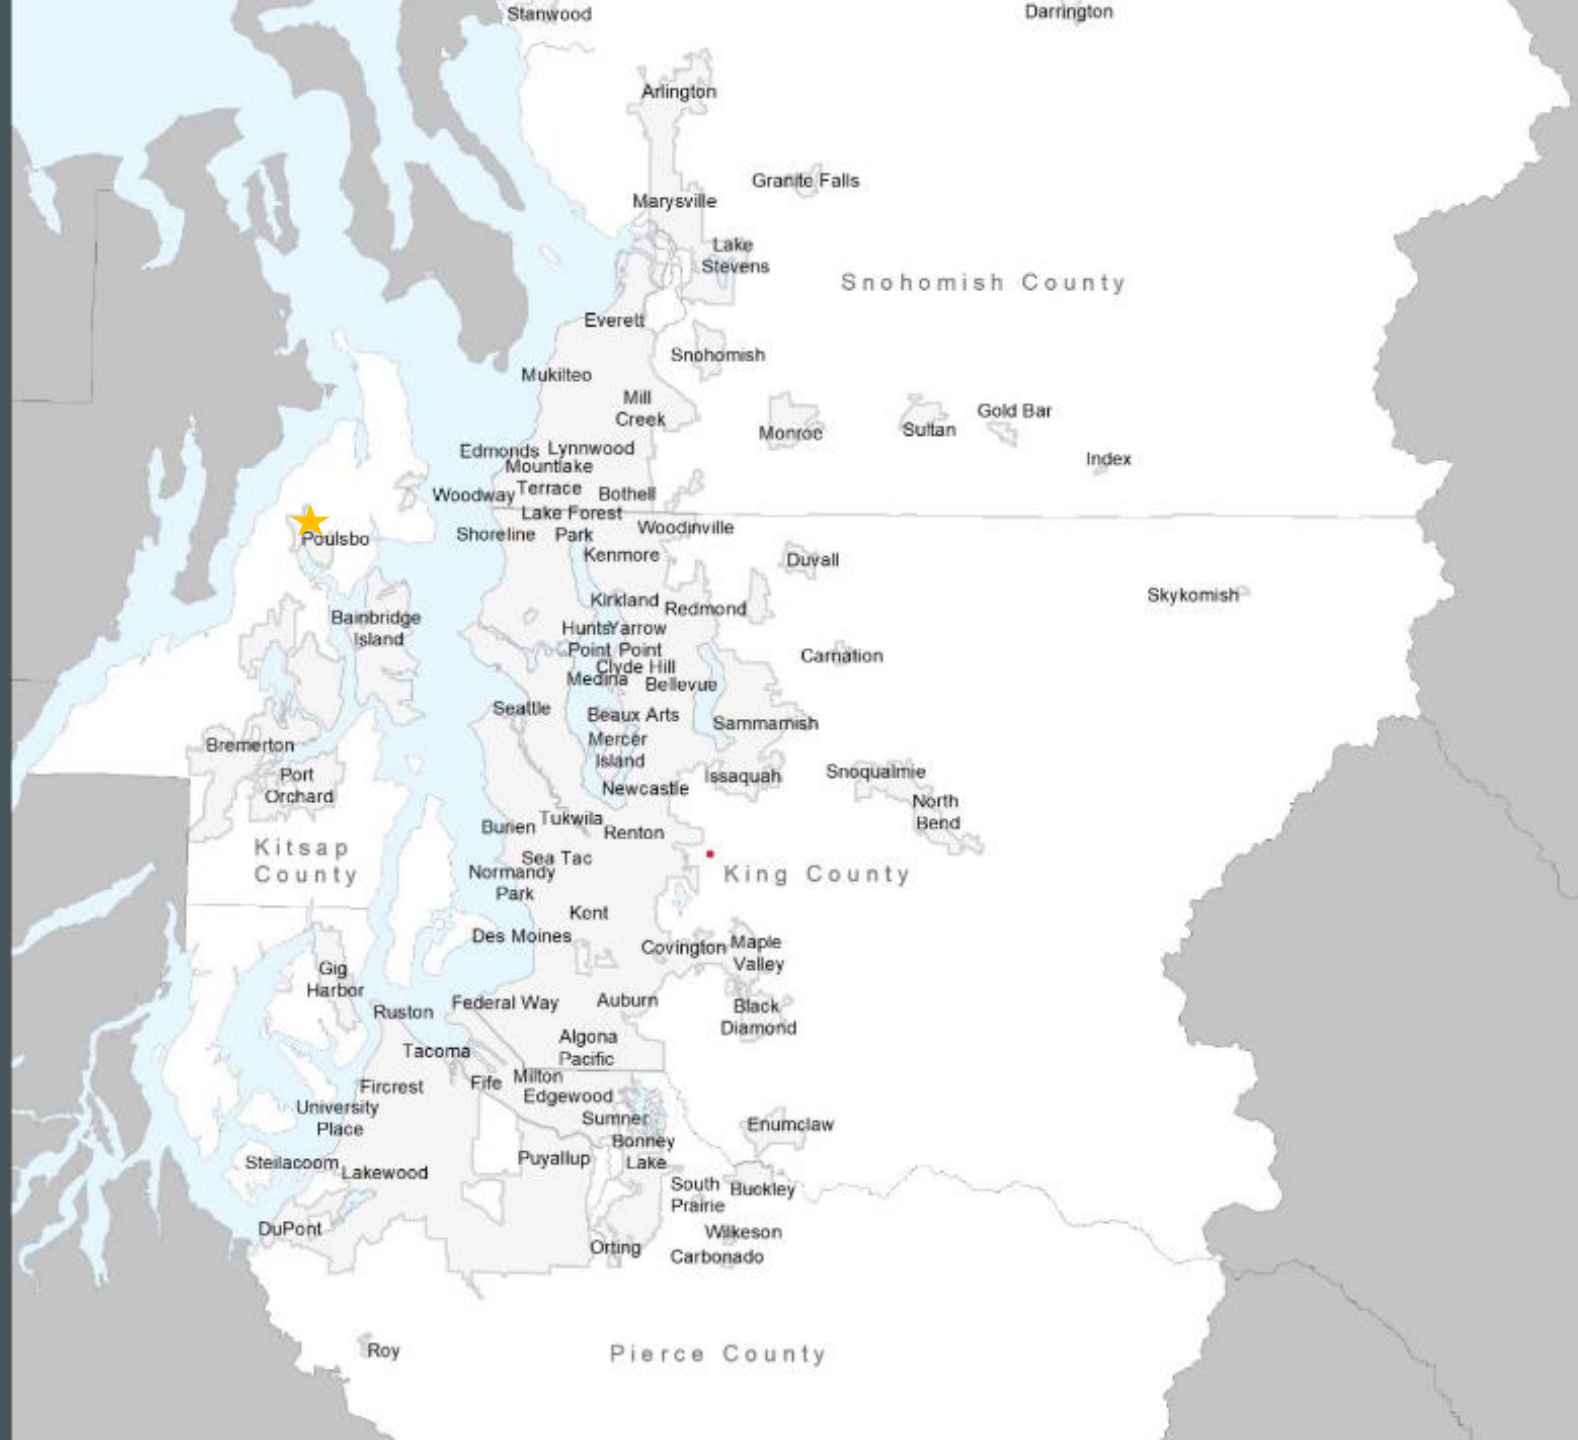 Stanwood
Darrington
Arlington
Granite Falls
Marysville
Lake
Stevens
Snohomish County
Everett
Snohomish
Mukilteo
Mill
Creek
Gold Bar
Monroe
Sultan
Edmonds
Lynnwood
Index
Mountlake
Terrace
Woodway
Bothell
Lake Forest
Park
Shoreline
Woodinville
Poulsbo
Kenmore
Duvall
Skykomish
Kirkland
Redmond
Bainbridge
Island
Hunts
Point
Yarrow
Point
Carnation
Clyde Hill
Medina
Bellevue
Seattle
Beaux Arts
Sammamish
Mercer
Island
Bremerton
Port
Orchard
Issaquah
Snoqualmie
Newcastle
North
Bend
Burien
Tukwila
Renton
Kitsap
County
Sea Tac
Normandy
Park
King County
Kent
Des Moines
Covington
Maple
Valley
Gig
Harbor
Ruston
Federal Way
Auburn
Black
Diamond
Algona
Pacific
Tacoma
Fife
Milton
Fircrest
Edgewood
University
Place
Sumner
Enumclaw
Bonney
Lake
Puyallup
Steilacoom
Lakewood
South
Prairie
Buckley
DuPont
Wilkeson
Orting
Carbonado
Roy
Pierce County